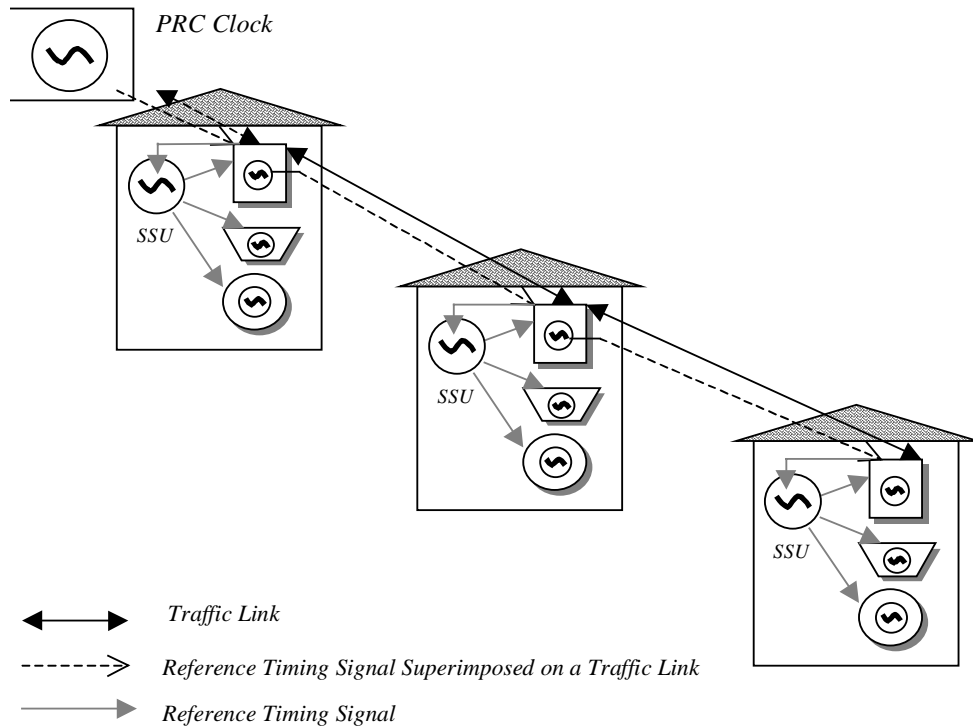 PRC Clock
SSU
SSU
SSU
Traffic Link
Reference Timing Signal Superimposed on a Traffic Link
Reference Timing Signal